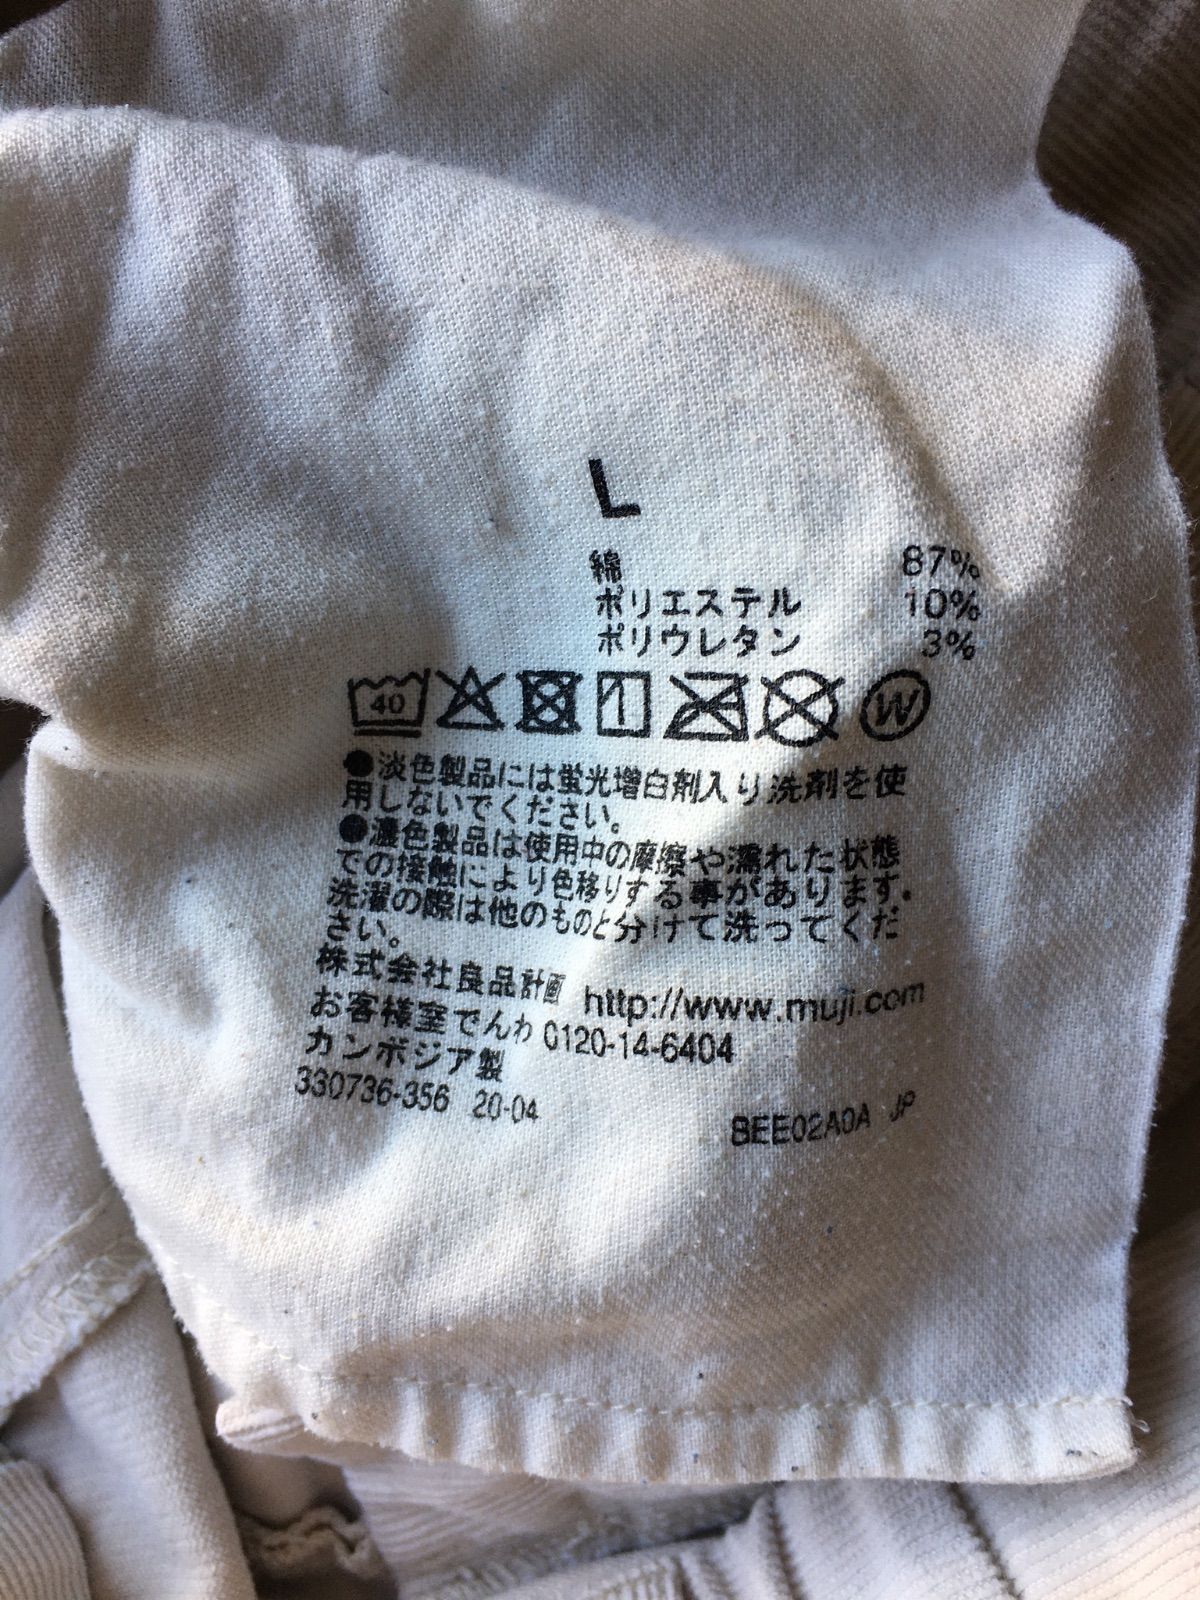 L
綿 87%
ポリエステル 10%
ポリウレタン 3%
40 W
●淡色製品には蛍光増白剤入り洗剤を使
用しないでください。
●濃色製品は使用中の摩擦や濡れた状態
での接触により色移りする事があります。
洗濯の際は他のものと分けて洗ってくだ
さい。
株式会社良品計画 http://www.muji.com
お客様室でんわ 0120-14-6404
カンボジア製
330736-356 20-04 BEE02A0A JP